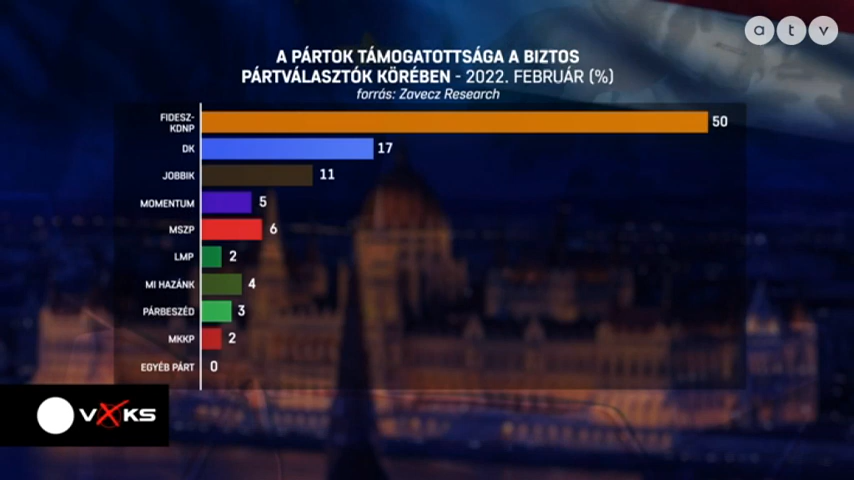 atv
A PÁRTOK TÁMOGATOTTSÁGA A BIZTOS
PÁRTVÁLASZTÓK KÖRÉBEN - 2022. FEBRUÁR (%)
forrás: Zavecz Research
FIDESZ-
KDNP 50
DK 17
JOBBIK 11
MOMENTUM 5
MSZP 6
LMP 2
MI HAZÁNK 4
PÁRBESZÉD 3
MKKP 2
EGYÉB PÁRT 0
VXKS